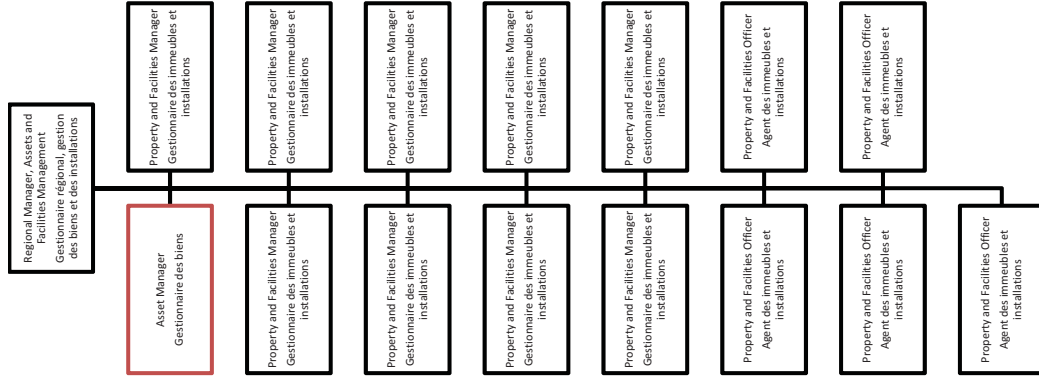 Regional Manager, Assets and
Facilities Management
Gestionnaire régional, gestion
des biens et des installations
Asset Manager
Gestionnaire des biens
Property and Facilities Manager
Gestionnaire des immeubles et
installations
Property and Facilities Manager
Gestionnaire des immeubles et
installations
Property and Facilities Manager
Gestionnaire des immeubles et
installations
Property and Facilities Manager
Gestionnaire des immeubles et
installations
Property and Facilities Manager
Gestionnaire des immeubles et
installations
Property and Facilities Manager
Gestionnaire des immeubles et
installations
Property and Facilities Manager
Gestionnaire des immeubles et
installations
Property and Facilities Manager
Gestionnaire des immeubles et
installations
Property and Facilities Manager
Gestionnaire des immeubles et
installations
Property and Facilities Officer
Agent des immeubles et
installations
Property and Facilities Officer
Agent des immeubles et
installations
Property and Facilities Officer
Agent des immeubles et
installations
Property and Facilities Officer
Agent des immeubles et
installations
Property and Facilities Officer
Agent des immeubles et
installations